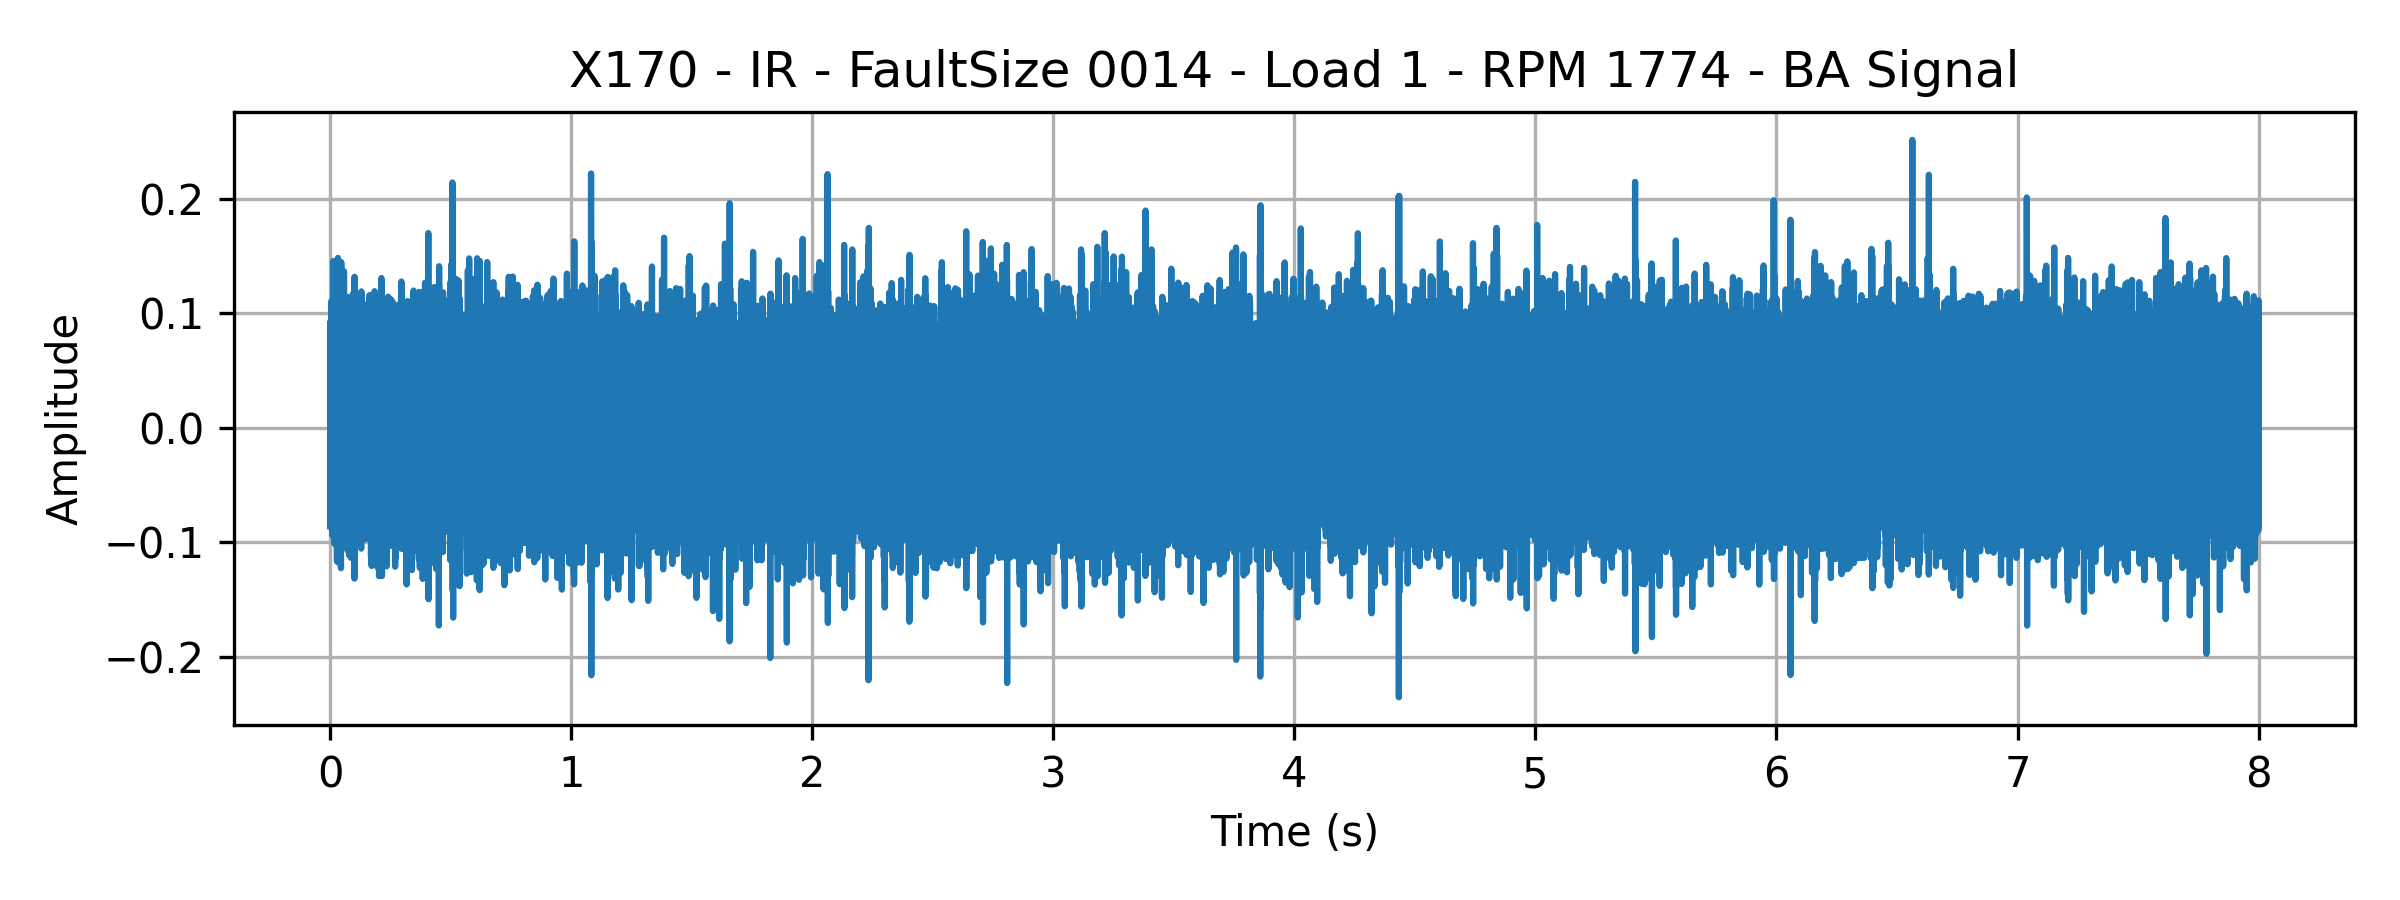 X170 - IR - FaultSize 0014 - Load 1 - RPM 1774 - BA Signal
0.2
0.1
0.0
−0.1
−0.2
Amplitude
0 1 2 3 4 5 6 7 8
Time (s)